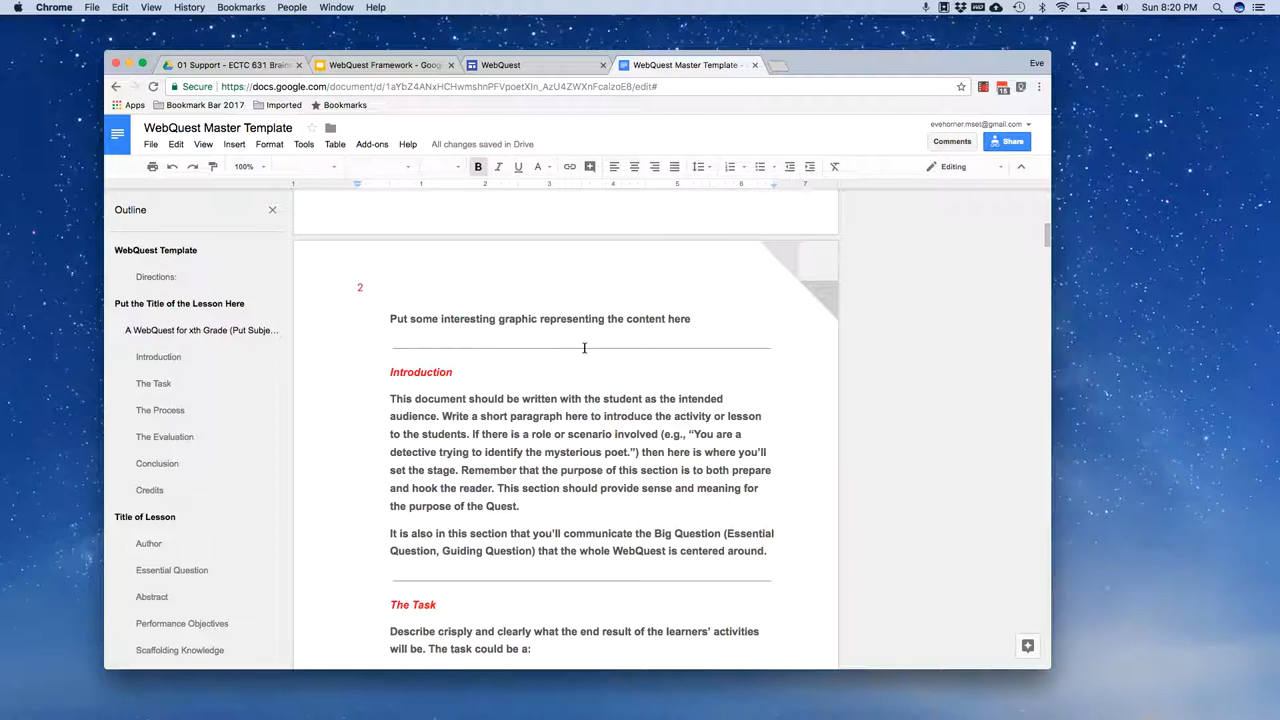 Chrome File Edit View History Bookmarks People Window Help Sun 8:20 PM
01 Support - ECTC 631 Brains WebQuest Framework - Goog WebQuest WebQuest Master Template - Eve
Secure https://docs.google.com/document/d/1aYbZ4ANxHCHwmshnPFVpoetXIn_AzU4ZWXnFcalzoE8/edit#
Apps Bookmark Bar 2017 Imported Bookmarks
WebQuest Master Template
evehorner.mset@gmail.com
File Edit View Insert Format Tools Table Add-ons Help All changes saved in Drive
Comments Share
100% B I U A Editing
1 1 2 3 4 5 6 7
Outline
WebQuest Template
Directions:
Put the Title of the Lesson Here
A WebQuest for xth Grade (Put Subje...
Introduction
The Task
The Process
The Evaluation
Conclusion
Credits
Title of Lesson
Author
Essential Question
Abstract
Performance Objectives
Scaffolding Knowledge
2
Put some interesting graphic representing the content here
Introduction
This document should be written with the student as the intended
audience. Write a short paragraph here to introduce the activity or lesson
to the students. If there is a role or scenario involved (e.g., “You are a
detective trying to identify the mysterious poet.”) then here is where you’ll
set the stage. Remember that the purpose of this section is to both prepare
and hook the reader. This section should provide sense and meaning for
the purpose of the Quest.
It is also in this section that you’ll communicate the Big Question (Essential
Question, Guiding Question) that the whole WebQuest is centered around.
The Task
Describe crisply and clearly what the end result of the learners’ activities
will be. The task could be a: